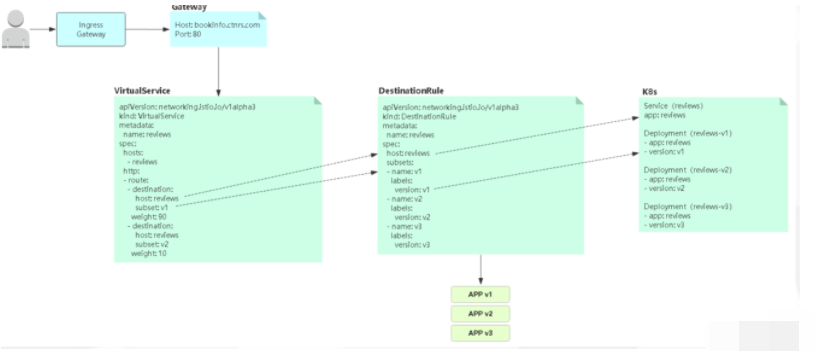 Gateway
Ingress
Gateway
Host: bookinfo.ctnrs.com
Port: 80
VirtualService
apiVersion: networking.istio.io/v1alpha3
kind: VirtualService
metadata:
name: reviews
spec:
hosts:
- reviews
http:
- route:
- destination:
host: reviews
subset: v1
weight: 90
- destination:
host: reviews
subset: v2
weight: 10
DestinationRule
apiVersion: networking.istio.io/v1alpha3
kind: DestinationRule
metadata:
name: reviews
spec:
host: reviews
subsets:
- name: v1
labels:
version: v1
- name: v2
labels:
version: v2
- name: v3
labels:
version: v3
K8s
Service (reviews)
app: reviews
Deployment (reviews-v1)
- app: reviews
- version: v1
Deployment (reviews-v2)
- app: reviews
- version: v2
Deployment (reviews-v3)
- app: reviews
- version: v3
APP v1
APP v2
APP v3